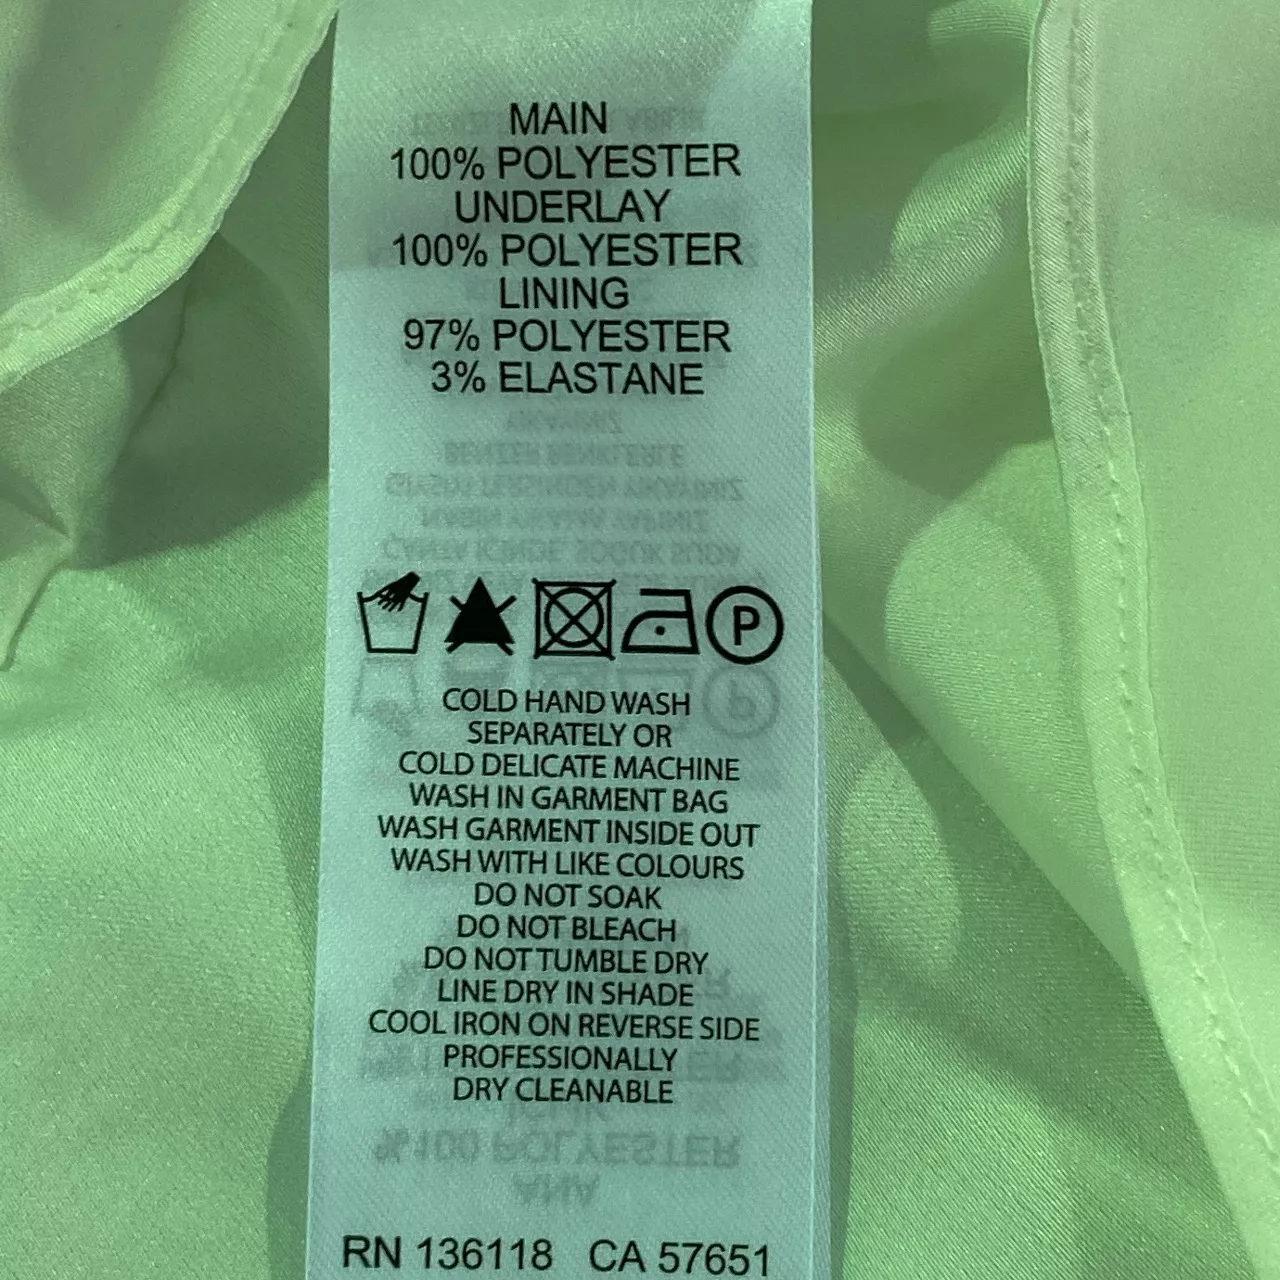 MAIN
100% POLYESTER
UNDERLAY
100% POLYESTER
LINING
97% POLYESTER
3% ELASTANE
P
COLD HAND WASH
SEPARATELY OR
COLD DELICATE MACHINE
WASH IN GARMENT BAG
WASH GARMENT INSIDE OUT
WASH WITH LIKE COLOURS
DO NOT SOAK
DO NOT BLEACH
DO NOT TUMBLE DRY
LINE DRY IN SHADE
COOL IRON ON REVERSE SIDE
PROFESSIONALLY
DRY CLEANABLE
%100 POLYESTER
ANA
RN 136118 CA 57651